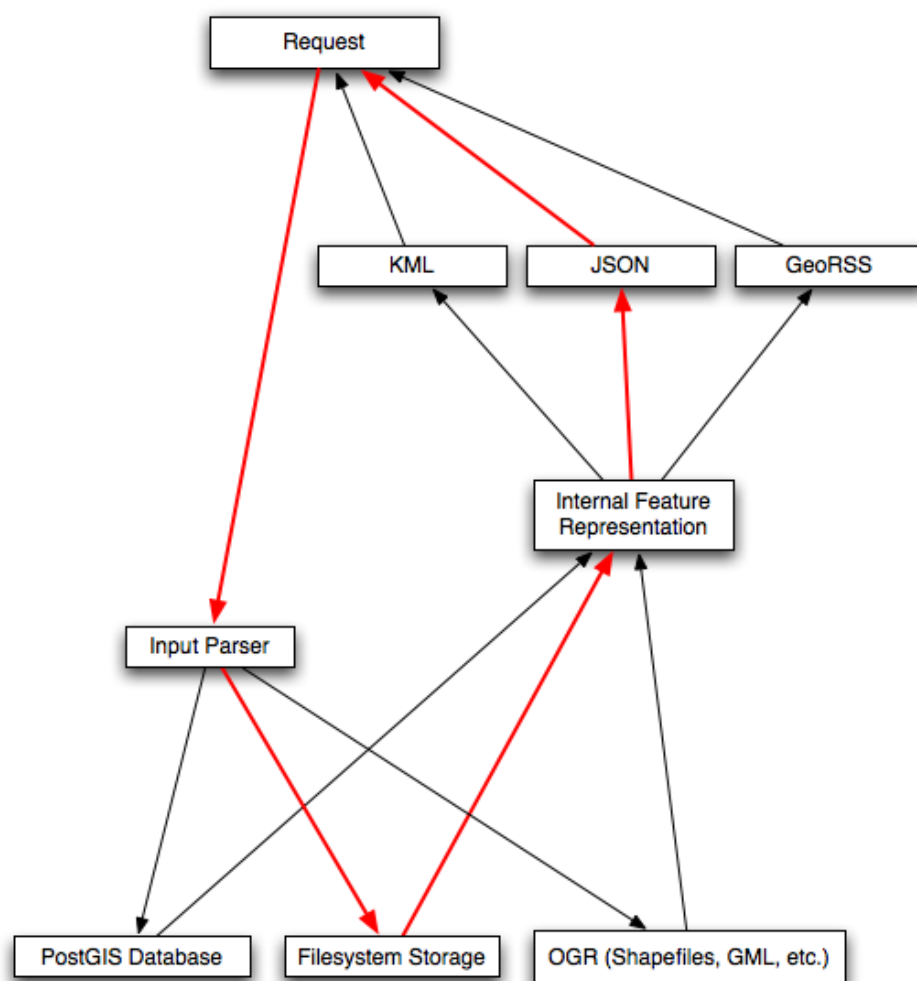 Request
KML
JSON
GeoRSS
Internal Feature
Representation
Input Parser
PostGIS Database
Filesystem Storage
OGR (Shapefiles, GML, etc.)